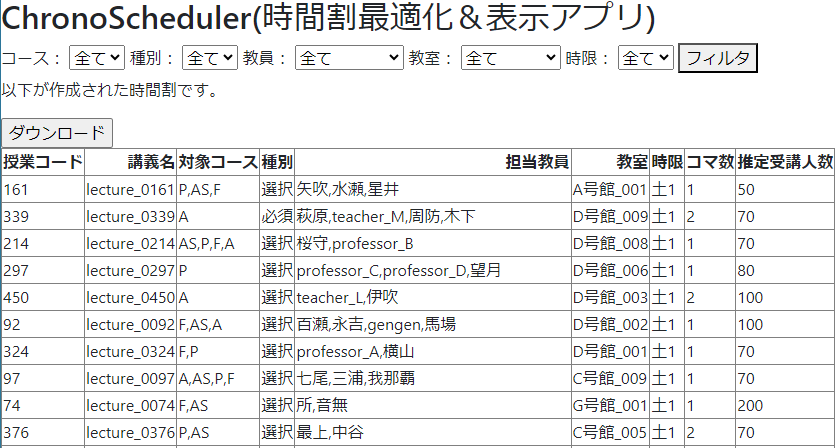 ChronoScheduler(時間割最適化＆表示アプリ)
コース： 全て 種別： 全て 教員： 全て 教室： 全て 時限： 全て フィルタ
以下が作成された時間割です。
ダウンロード
授業コード 講義名 対象コース 種別 担当教員 教室 時限 コマ数 推定受講人数
161 lecture_0161 P,AS,F 選択 矢吹,水瀬,星井 A号館_001 土1 1 50
339 lecture_0339 A 必須 萩原,teacher_M,周防,木下 D号館_009 土1 2 70
214 lecture_0214 AS,P,F,A 選択 桜守,professor_B D号館_008 土1 1 70
297 lecture_0297 P 選択 professor_C,professor_D,望月 D号館_006 土1 1 80
450 lecture_0450 A 選択 teacher_L,伊吹 D号館_003 土1 2 100
92 lecture_0092 F,AS,A 選択 百瀬,永吉,gengen,馬場 D号館_002 土1 1 100
324 lecture_0324 F,P 選択 professor_A,横山 D号館_001 土1 1 70
97 lecture_0097 A,AS,P,F 選択 七尾,三浦,我那覇 C号館_009 土1 1 70
74 lecture_0074 F,AS 選択 所,音無 G号館_001 土1 1 200
376 lecture_0376 P,AS 選択 最上,中谷 C号館_005 土1 2 70